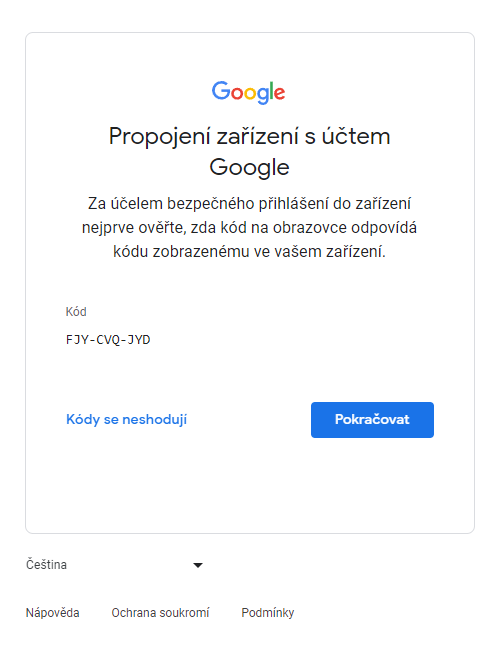 Google
Propojení zařízení s účtem
Google
Za účelem bezpečného přihlášení do zařízení
nejprve ověřte, zda kód na obrazovce odpovídá
kódu zobrazenému ve vašem zařízení.
Kód
FJY-CVQ-JYD
Kódy se neshodují
Pokračovat
Čeština
Nápověda Ochrana soukromí Podmínky